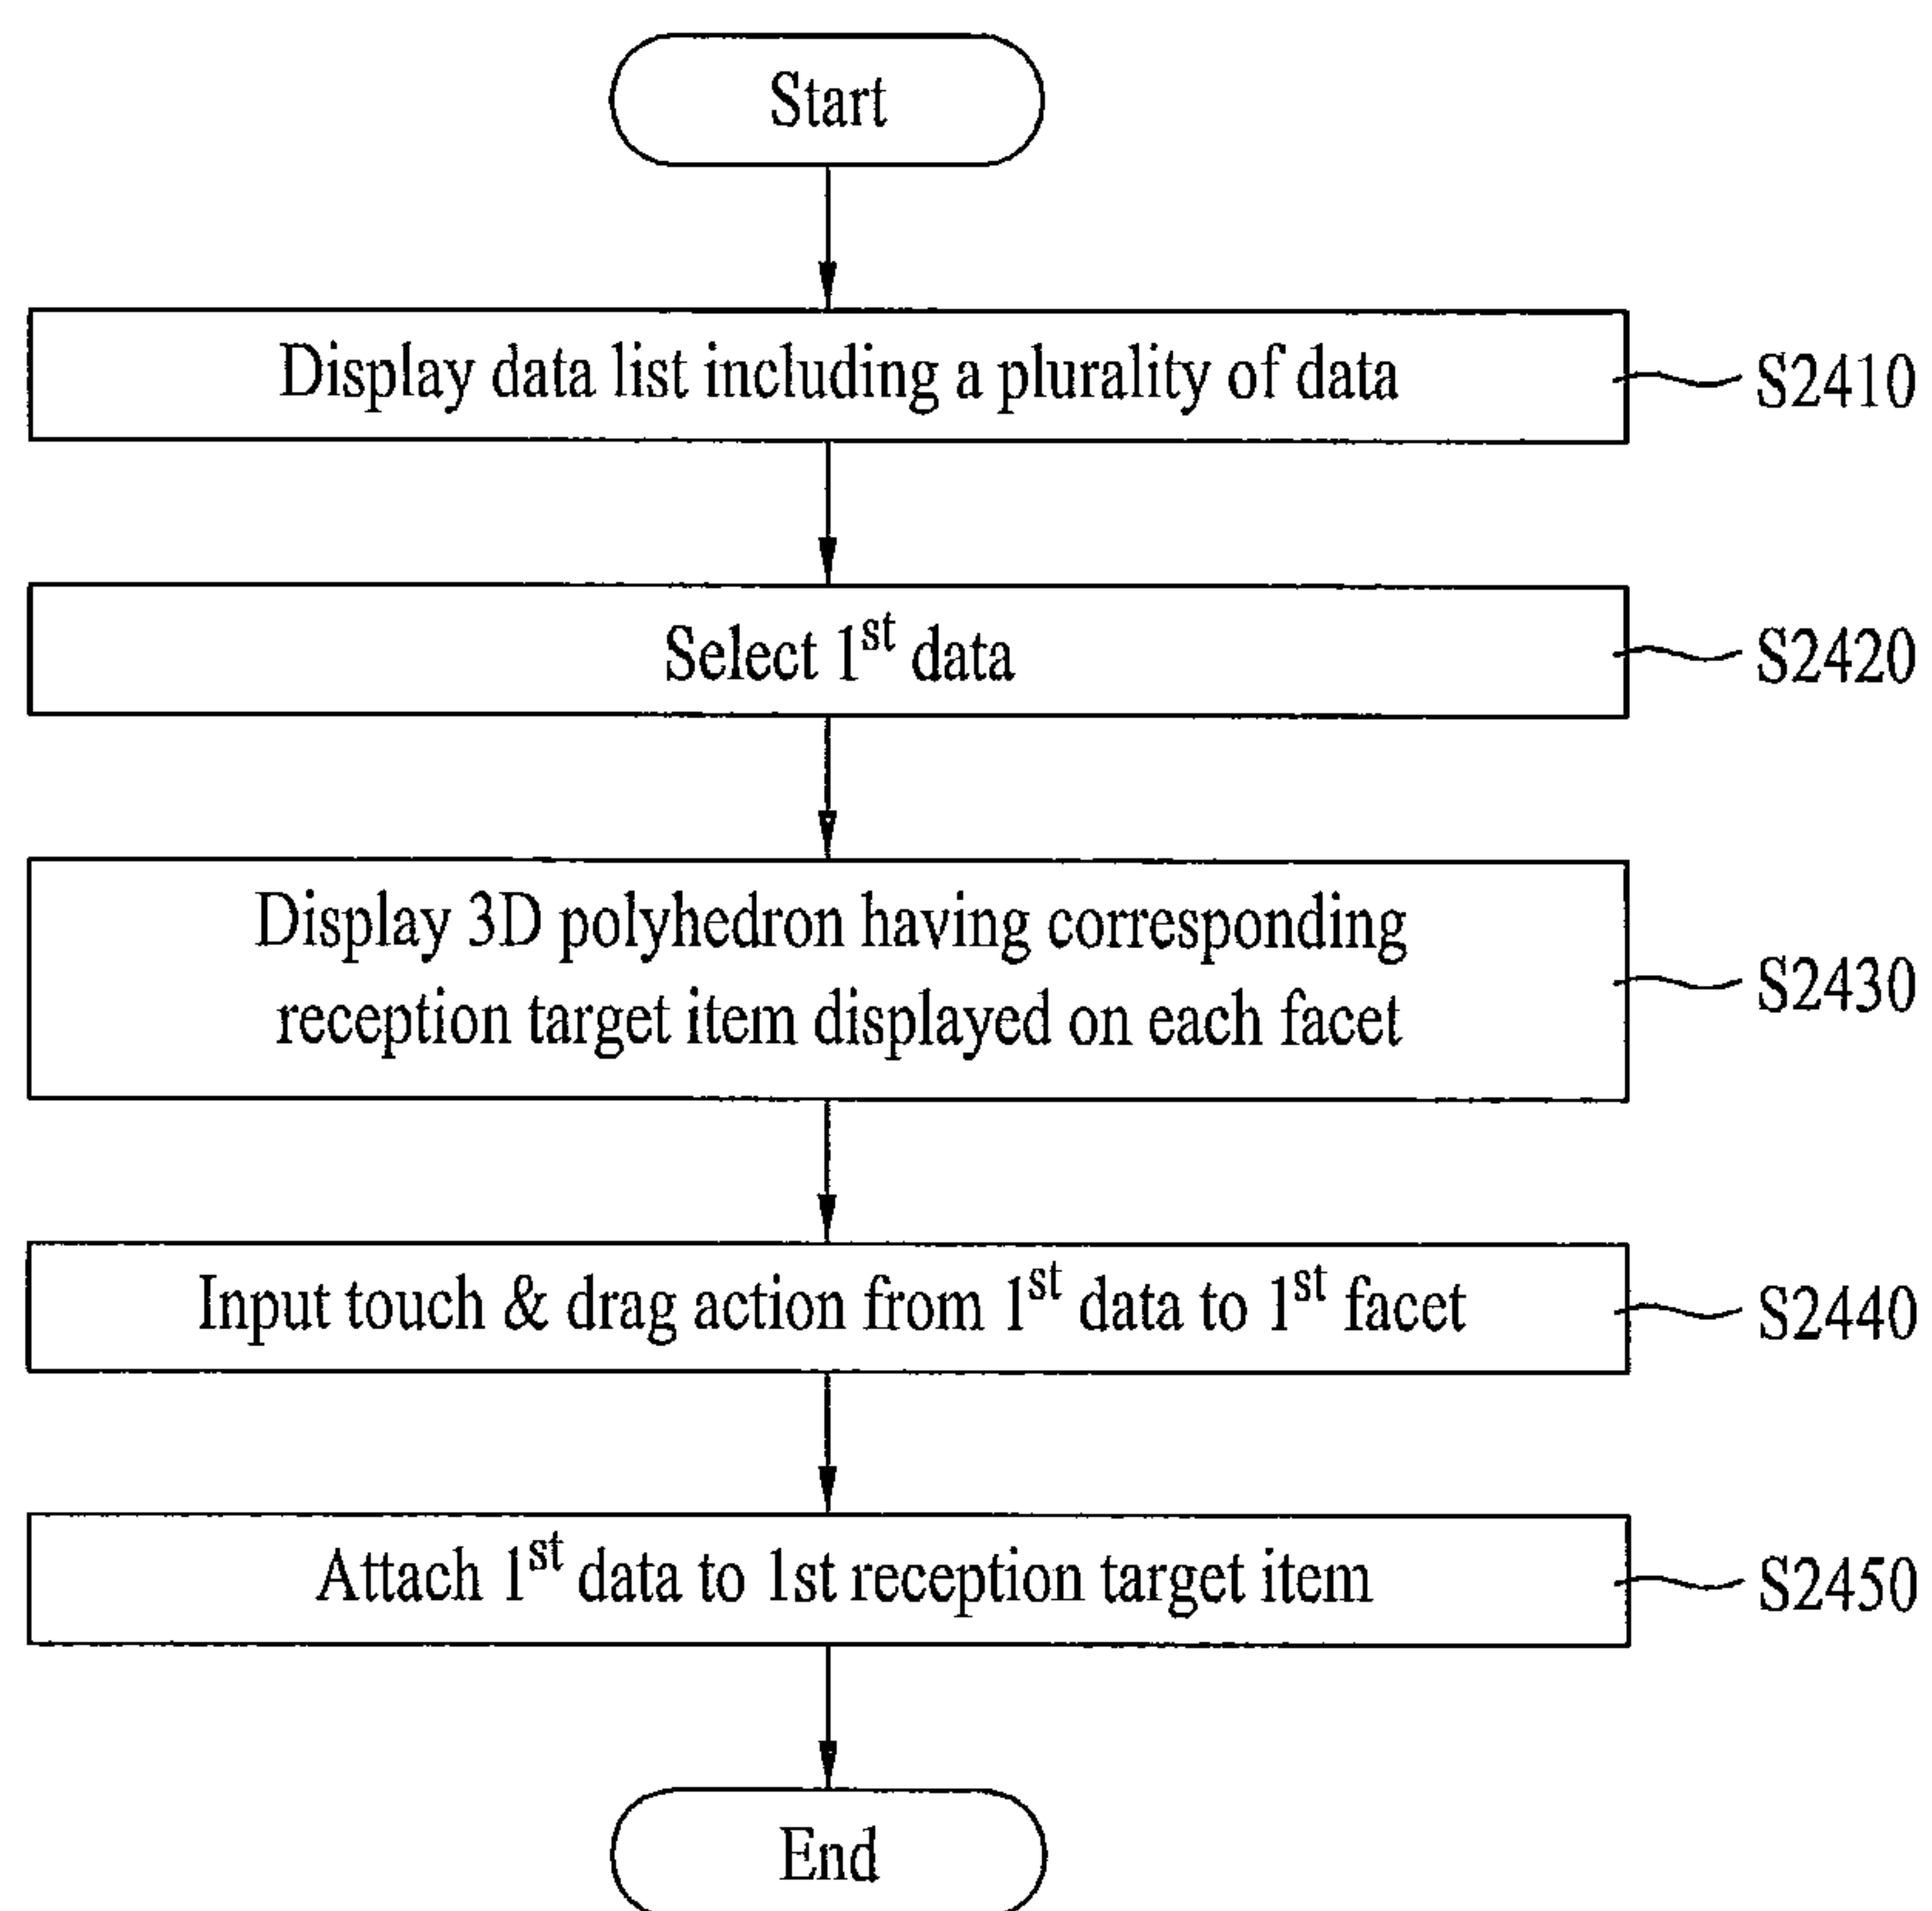 Start
Display data list including a plurality of data
S2410
Select 1st data
S2420
Display 3D polyhedron having corresponding
reception target item displayed on each facet
S2430
Input touch & drag action from 1st data to 1st facet
S2440
Attach 1st data to 1st reception target item
S2450
End